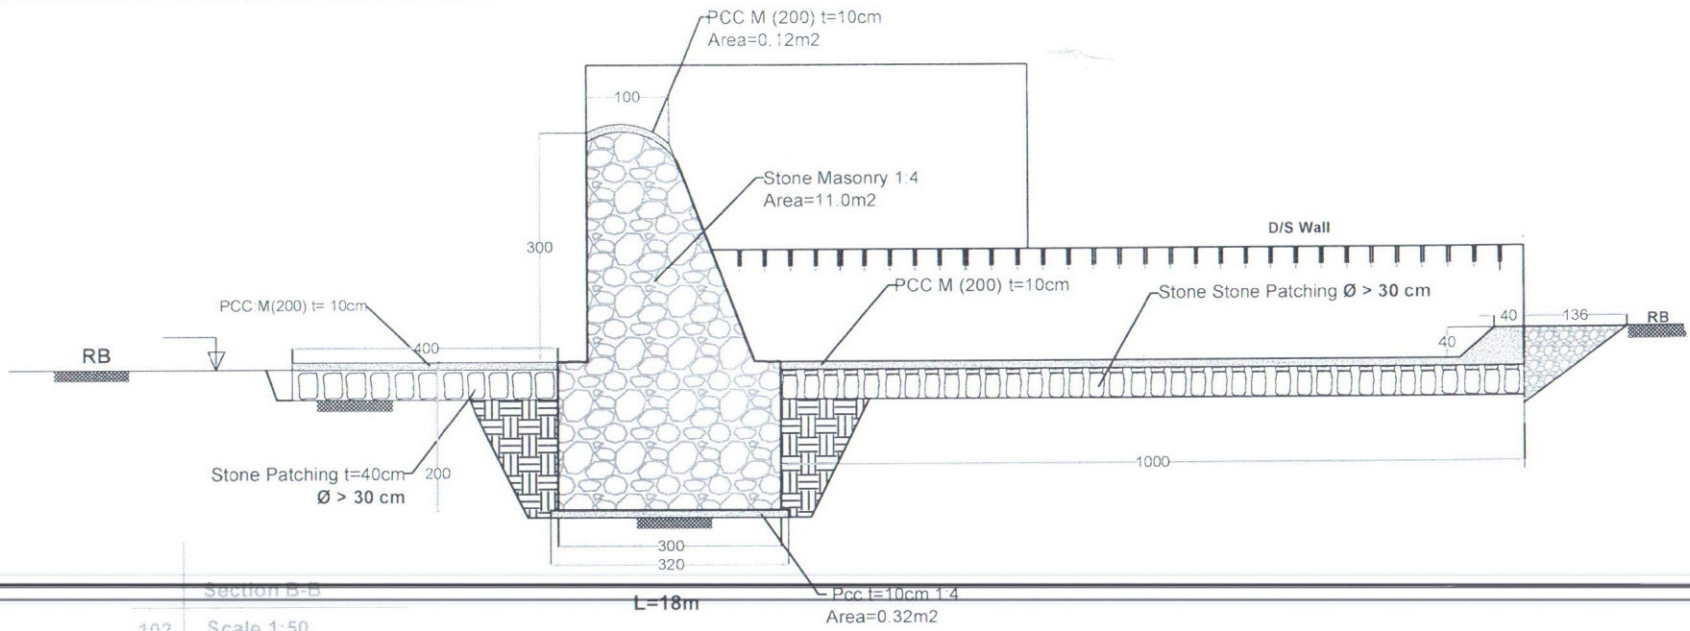 PCC M (200) t=10cm
Area=0.12m2
100
Stone Masonry 1:4
Area=11.0m2
300
D/S Wall
PCC M (200) t=10cm
Stone Stone Patching Ø > 30 cm
PCC M(200) t= 10cm
40
136
RB
40
400
RB
Stone Patching t=40cm
Ø > 30 cm
200
1000
300
320
Section B-B
L=18m
Pcc t=10cm 1:4
Area=0.32m2
Scale 1:50